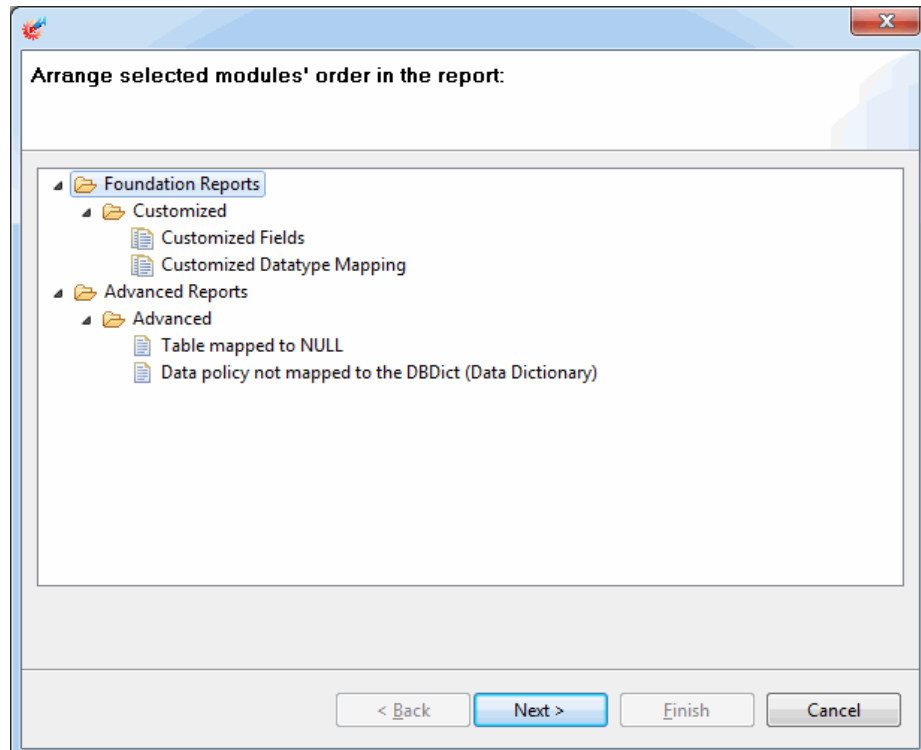 Arrange selected modules' order in the report:
Foundation Reports
Customized
Customized Fields
Customized Datatype Mapping
Advanced Reports
Advanced
Table mapped to NULL
Data policy not mapped to the DBDict (Data Dictionary)
< Back Next > Finish Cancel